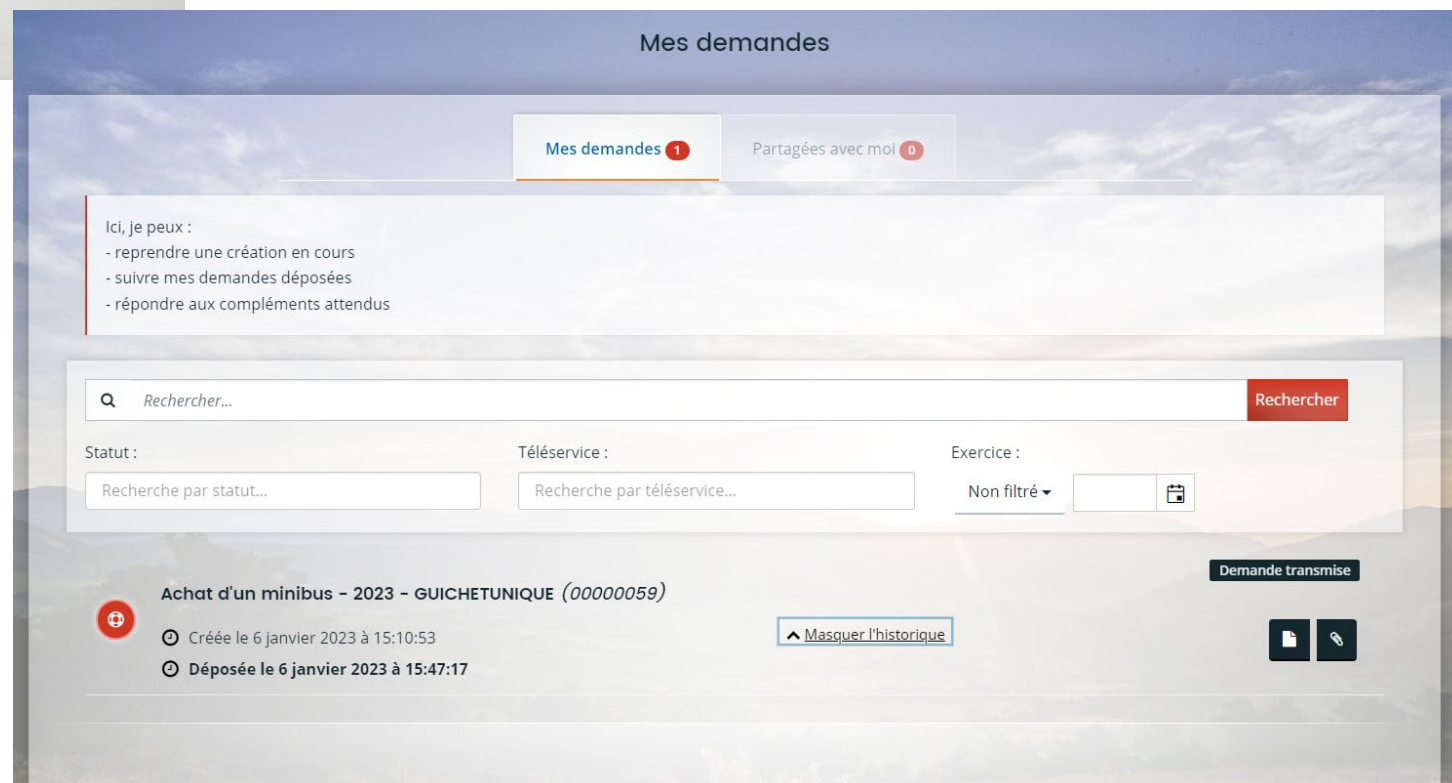 Mes demandes
Mes demandes 1
Partagées avec moi 0
Ici, je peux :
- reprendre une création en cours
- suivre mes demandes déposées
- répondre aux compléments attendus
Rechercher...
Rechercher
Statut :
Téléservice :
Exercice :
Recherche par statut...
Recherche par téléservice...
Non filtré
Demande transmise
Achat d'un minibus - 2023 - GUICHETUNIQUE (00000059)
Créée le 6 janvier 2023 à 15:10:53
Masquer l'historique
Déposée le 6 janvier 2023 à 15:47:17